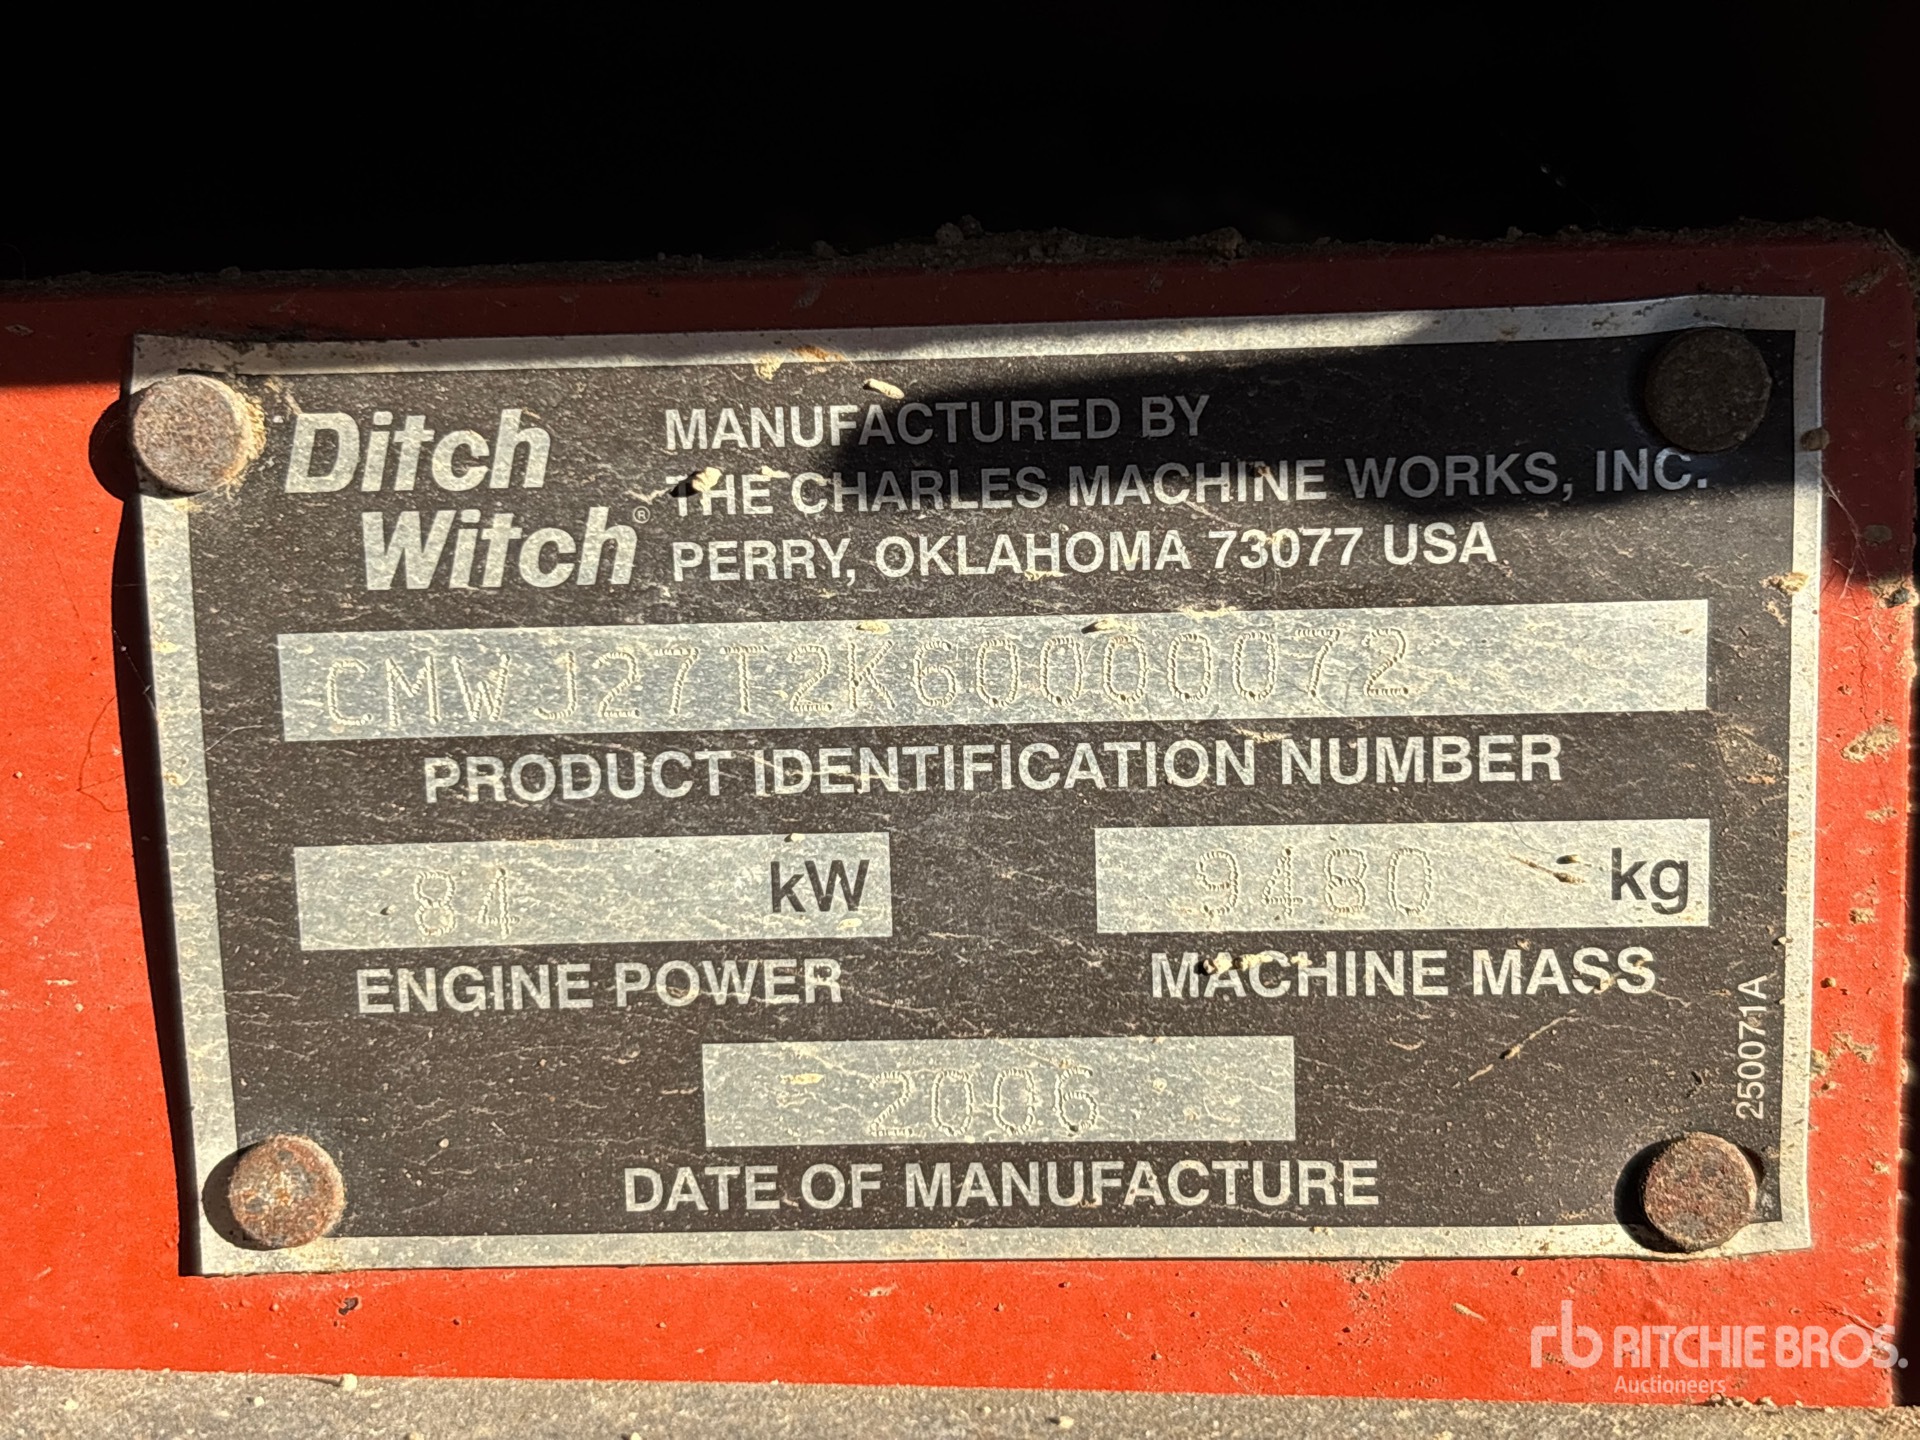 Ditch
Witch®
MANUFACTURED BY
THE CHARLES MACHINE WORKS, INC.
PERRY, OKLAHOMA 73077 USA
CMWJ27T2K60000072
PRODUCT IDENTIFICATION NUMBER
84 kW
ENGINE POWER
9480 kg
MACHINE MASS
2006
DATE OF MANUFACTURE
250071A
rb RITCHIE BROS.
Auctioneers